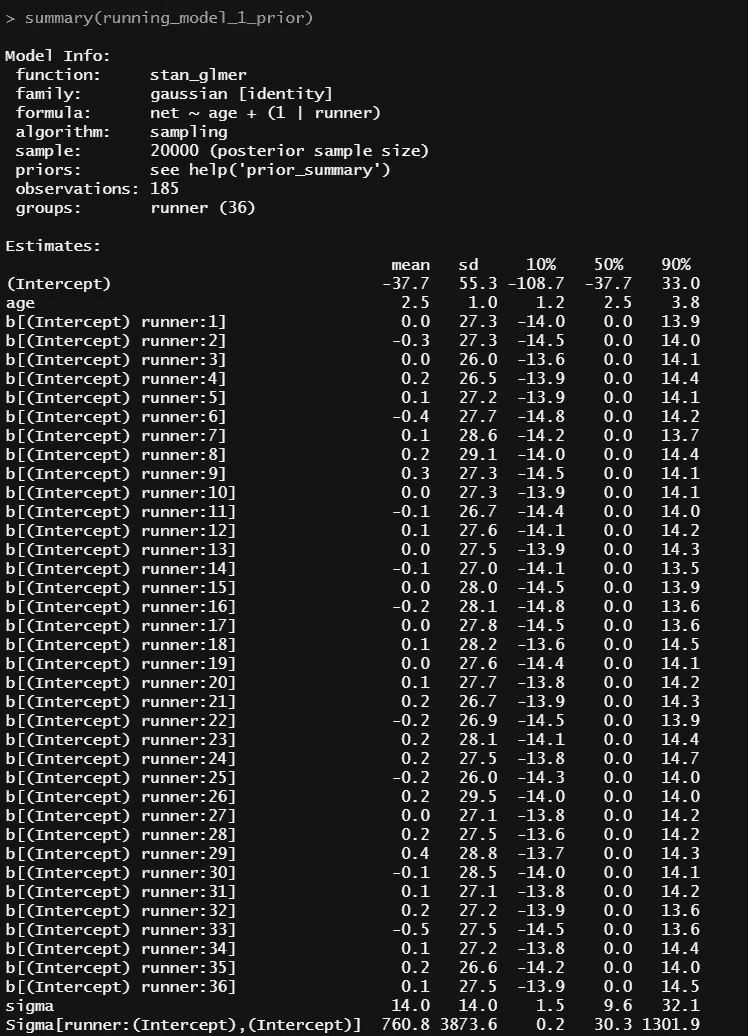 > summary(running_model_1_prior)
Model Info:
function: stan_glmer
family: gaussian [identity]
formula: net ~ age + (1 | runner)
algorithm: sampling
sample: 20000 (posterior sample size)
priors: see help('prior_summary')
observations: 185
groups: runner (36)
Estimates:
mean sd 10% 50% 90%
(Intercept) -37.7 55.3 -108.7 -37.7 33.0
age 2.5 1.0 1.2 2.5 3.8
b[(Intercept) runner:1] 0.0 27.3 -14.0 0.0 13.9
b[(Intercept) runner:2] -0.3 27.3 -14.5 0.0 14.0
b[(Intercept) runner:3] 0.0 26.0 -13.6 0.0 14.1
b[(Intercept) runner:4] 0.2 26.5 -13.9 0.0 14.4
b[(Intercept) runner:5] 0.1 27.2 -13.9 0.0 14.1
b[(Intercept) runner:6] -0.4 27.7 -14.8 0.0 14.2
b[(Intercept) runner:7] 0.1 28.6 -14.2 0.0 13.7
b[(Intercept) runner:8] 0.2 29.1 -14.0 0.0 14.4
b[(Intercept) runner:9] 0.3 27.3 -14.5 0.0 14.1
b[(Intercept) runner:10] 0.0 27.3 -13.9 0.0 14.1
b[(Intercept) runner:11] -0.1 26.7 -14.4 0.0 14.0
b[(Intercept) runner:12] 0.1 27.6 -14.1 0.0 14.2
b[(Intercept) runner:13] 0.0 27.5 -13.9 0.0 14.3
b[(Intercept) runner:14] -0.1 27.0 -14.1 0.0 13.5
b[(Intercept) runner:15] 0.0 28.0 -14.5 0.0 13.9
b[(Intercept) runner:16] -0.2 28.1 -14.8 0.0 13.6
b[(Intercept) runner:17] 0.0 27.8 -14.5 0.0 13.6
b[(Intercept) runner:18] 0.1 28.2 -13.6 0.0 14.5
b[(Intercept) runner:19] 0.0 27.6 -14.4 0.0 14.1
b[(Intercept) runner:20] 0.1 27.7 -13.8 0.0 14.2
b[(Intercept) runner:21] 0.2 26.7 -13.9 0.0 14.3
b[(Intercept) runner:22] -0.2 26.9 -14.5 0.0 13.9
b[(Intercept) runner:23] 0.2 28.1 -14.1 0.0 14.4
b[(Intercept) runner:24] 0.2 27.5 -13.8 0.0 14.7
b[(Intercept) runner:25] -0.2 26.0 -14.3 0.0 14.0
b[(Intercept) runner:26] 0.2 29.5 -14.0 0.0 14.0
b[(Intercept) runner:27] 0.0 27.1 -13.8 0.0 14.2
b[(Intercept) runner:28] 0.2 27.5 -13.6 0.0 14.2
b[(Intercept) runner:29] 0.4 28.8 -13.7 0.0 14.3
b[(Intercept) runner:30] -0.1 28.5 -14.0 0.0 14.1
b[(Intercept) runner:31] 0.1 27.1 -13.8 0.0 14.2
b[(Intercept) runner:32] 0.2 27.2 -13.9 0.0 13.6
b[(Intercept) runner:33] -0.5 27.5 -14.5 0.0 13.6
b[(Intercept) runner:34] 0.1 27.2 -13.8 0.0 14.4
b[(Intercept) runner:35] 0.2 26.6 -14.2 0.0 14.0
b[(Intercept) runner:36] 0.1 27.5 -13.9 0.0 14.5
sigma 14.0 14.0 1.5 9.6 32.1
Sigma[runner:(Intercept),(Intercept)] 760.8 3873.6 0.2 30.3 1301.9